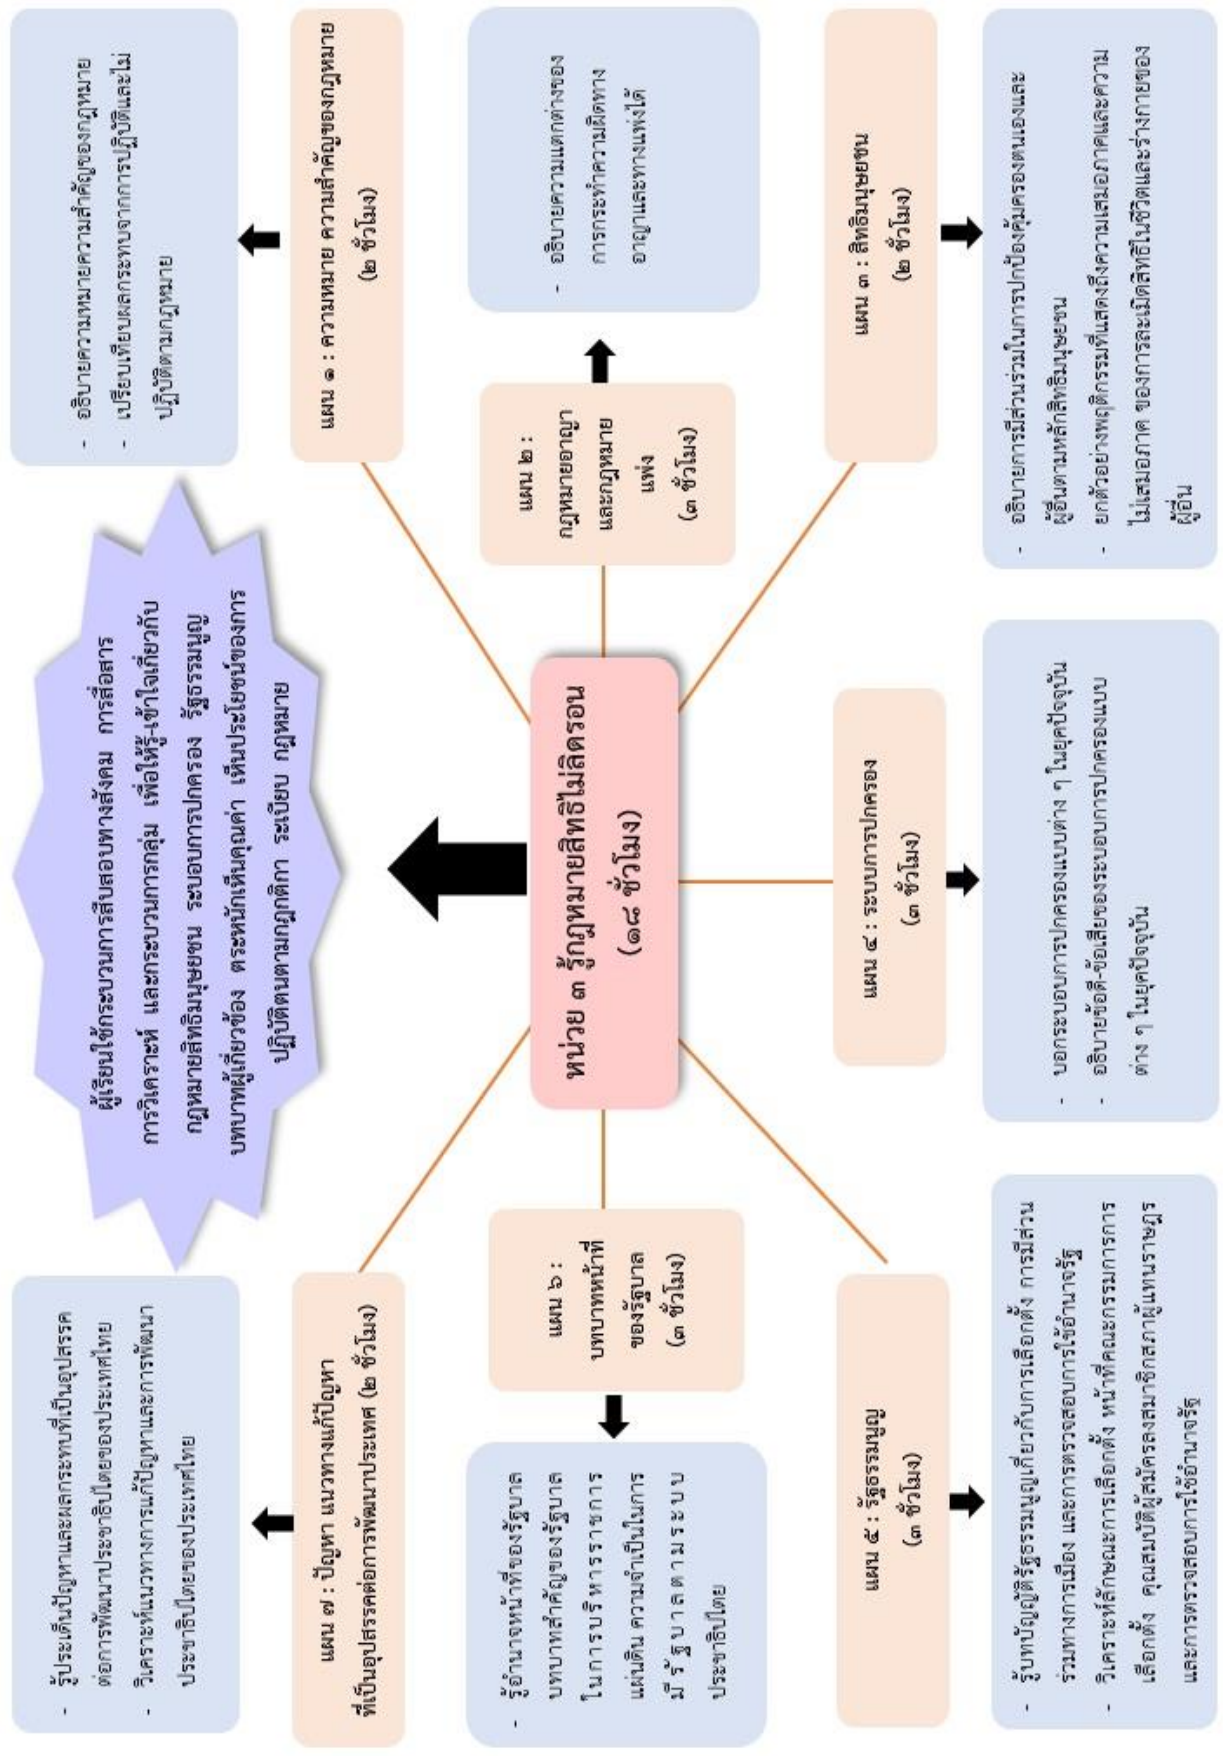 ผู้เรียนใช้กระบวนการสืบสอบทางสังคม การสื่อสาร
การวิเคราะห์ และกระบวนการกลุ่ม เพื่อให้รู้-เข้าใจเกี่ยวกับ
กฎหมายสิทธิมนุษยชน ระบอบการปกครอง รัฐธรรมนูญ
บทบาทผู้เกี่ยวข้อง ตระหนักเห็นคุณค่า เห็นประโยชน์ของการ
ปฏิบัติตนตามกฎกติกา ระเบียบ กฎหมาย
หน่วย ๓ รู้กฎหมายสิทธิไม่ลิดรอน
(๑๘ ชั่วโมง)
แผน ๑ : ความหมาย ความสำคัญของกฎหมาย
(๒ ชั่วโมง)
- อธิบายความหมายความสำคัญของกฎหมาย
- เปรียบเทียบผลกระทบจากการปฏิบัติและไม่
ปฏิบัติตามกฎหมาย
แผน ๒ :
กฎหมายอาญา
และกฎหมาย
แพ่ง
(๓ ชั่วโมง)
- อธิบายความแตกต่างของ
การกระทำความผิดทาง
อาญาและทางแพ่งได้
แผน ๓ : สิทธิมนุษยชน
(๒ ชั่วโมง)
- อธิบายการมีส่วนร่วมในการปกป้องคุ้มครองตนเองและ
ผู้อื่นตามหลักสิทธิมนุษยชน
- ยกตัวอย่างพฤติกรรมที่แสดงถึงความเสมอภาคและความ
ไม่เสมอภาค ของการละเมิดสิทธิในชีวิตและร่างกายของ
ผู้อื่น
แผน ๔ : ระบบการปกครอง
(๓ ชั่วโมง)
- บอกระบอบการปกครองแบบต่าง ๆ ในยุคปัจจุบัน
- อธิบายข้อดี-ข้อเสียของระบอบการปกครองแบบ
ต่าง ๆ ในยุคปัจจุบัน
แผน ๕ : รัฐธรรมนูญ
(๓ ชั่วโมง)
- รู้บทบัญญัติรัฐธรรมนูญเกี่ยวกับการเลือกตั้ง การมีส่วน
ร่วมทางการเมือง และการตรวจสอบการใช้อำนาจรัฐ
- วิเคราะห์ลักษณะการเลือกตั้ง หน้าที่คณะกรรมการการ
เลือกตั้ง คุณสมบัติผู้สมัครลงสมาชิกสภาผู้แทนราษฎร
และการตรวจสอบการใช้อำนาจรัฐ
แผน ๖ :
บทบาทหน้าที่
ของรัฐบาล
(๓ ชั่วโมง)
- รู้อำนาจหน้าที่ของรัฐบาล
บทบาทสำคัญของรัฐบาล
ในการบริหารราชการ
แผ่นดิน ความจำเป็นในการ
มีรัฐบาลตามระบบ
ประชาธิปไตย
แผน ๗ : ปัญหา แนวทางแก้ปัญหา
ที่เป็นอุปสรรคต่อการพัฒนาประเทศ (๒ ชั่วโมง)
- รู้ประเด็นปัญหาและผลกระทบที่เป็นอุปสรรค
ต่อการพัฒนาประชาธิปไตยของประเทศไทย
- วิเคราะห์แนวทางการแก้ปัญหาและการพัฒนา
ประชาธิปไตยของประเทศไทย